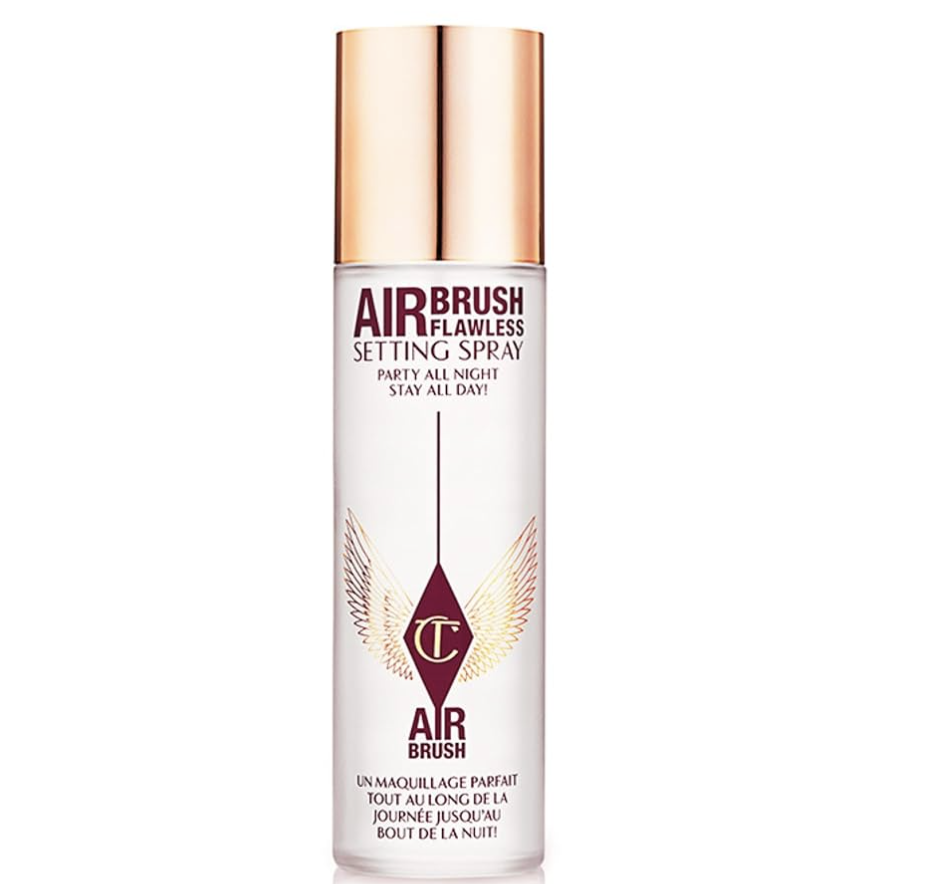 AIRBRUSH
FLAWLESS
SETTING SPRAY
PARTY ALL NIGHT
STAY ALL DAY!
CT
AIR
BRUSH
UN MAQUILLAGE PARFAIT
TOUT AU LONG DE LA
JOURNÉE JUSQU'AU
BOUT DE LA NUIT!